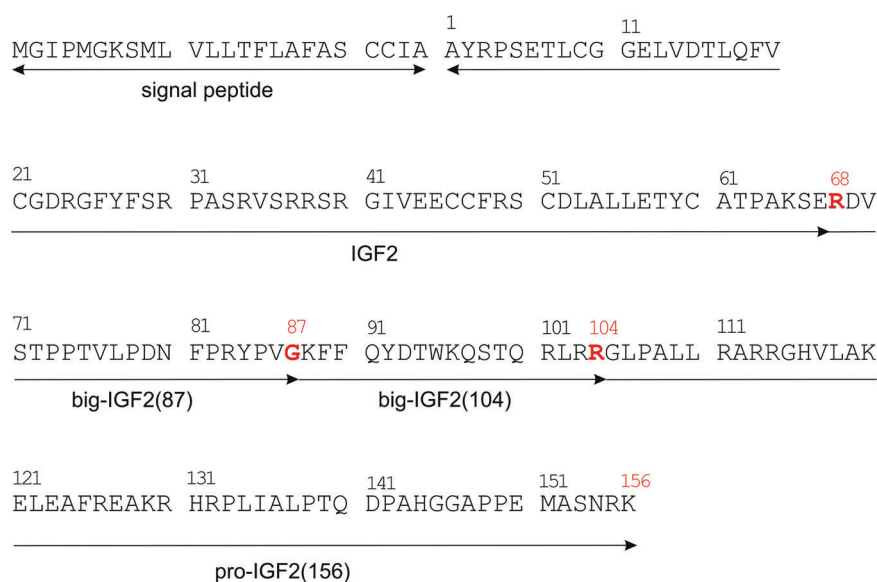 1 11
MGIPMGKSML VLLTFLAFAS CCIA AYRPSETLCG GELVDTLQFV
signal peptide
21 31 41 51 61 68
CGDRGFYFSR PASRVSRRSR GIVEECCFRS CDLALLETYC ATPAKSERDV
IGF2
71 81 87 91 101 104 111
STPPTVLPDN FPRYPVGKFF QYDTWKQSTQ RLRRGLPALL RARRGHVLAK
big-IGF2(87) big-IGF2(104)
121 131 141 151 156
ELEAFREAKR HRPLIALPTQ DPAHGGAPPE MASNRK
pro-IGF2(156)